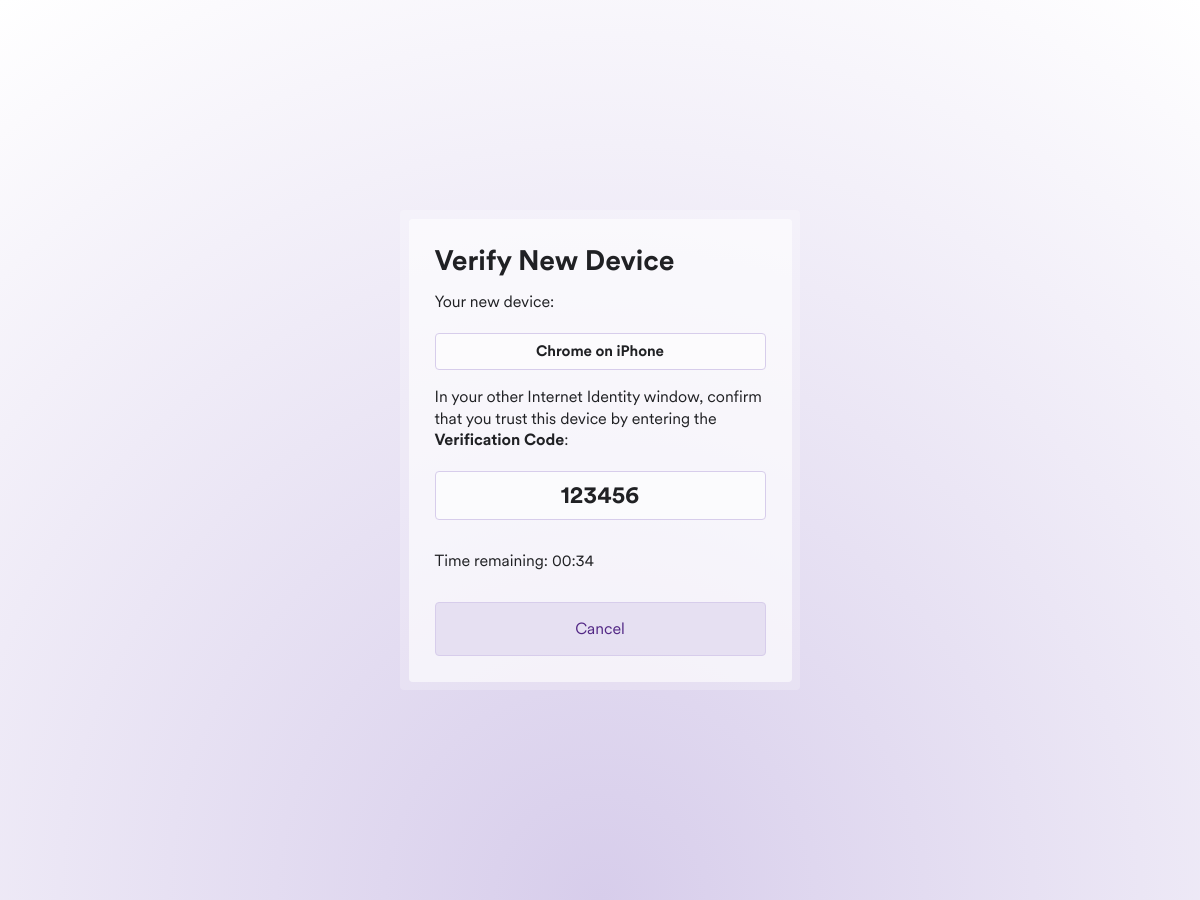 Verify New Device
Your new device:
Chrome on iPhone
In your other Internet Identity window, confirm
that you trust this device by entering the
Verification Code:
123456
Time remaining: 00:34
Cancel